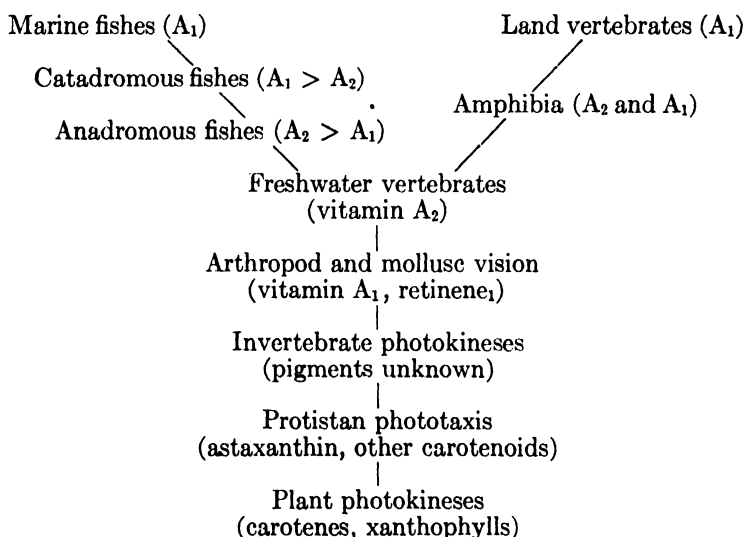 Marine fishes (A₁)
Land vertebrates (A₁)
Catadromous fishes (A₁ > A₂)
Amphibia (A₂ and A₁)
Anadromous fishes (A₂ > A₁)
Freshwater vertebrates
(vitamin A₂)
Arthropod and mollusc vision
(vitamin A₁, retinene₁)
Invertebrate photokineses
(pigments unknown)
Protistan phototaxis
(astaxanthin, other carotenoids)
Plant photokineses
(carotenes, xanthophylls)